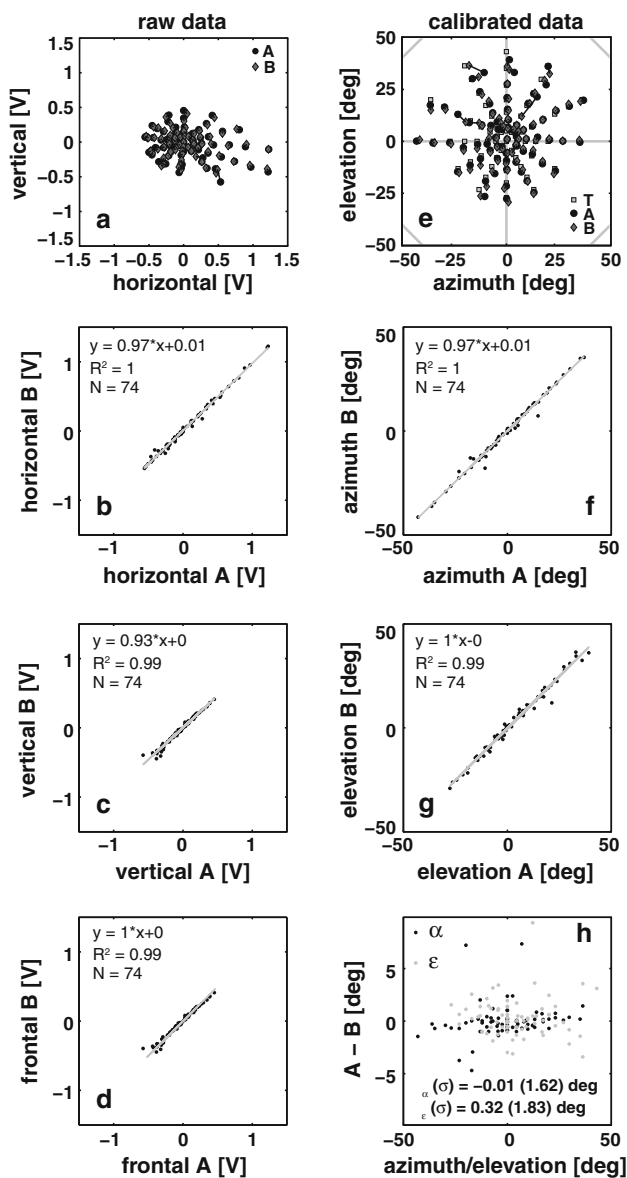 raw data
calibrated data
1.5
1
0.5
0
−0.5
−1
−1.5
vertical [V]
A
B
a
−1.5 −1 −0.5 0 0.5 1 1.5
horizontal [V]
50
25
0
−25
−50
elevation [deg]
T
A
B
e
−50 −25 0 25 50
azimuth [deg]
y = 0.97*x+0.01
R² = 1
N = 74
1
0
−1
horizontal B [V]
b
−1 0 1
horizontal A [V]
y = 0.97*x+0.01
R² = 1
N = 74
50
0
−50
azimuth B [deg]
f
−50 0 50
azimuth A [deg]
y = 0.93*x+0
R² = 0.99
N = 74
1
0
−1
vertical B [V]
c
−1 0 1
vertical A [V]
y = 1*x-0
R² = 0.99
N = 74
50
0
−50
elevation B [deg]
g
−50 0 50
elevation A [deg]
y = 1*x+0
R² = 0.99
N = 74
1
0
−1
frontal B [V]
d
−1 0 1
frontal A [V]
α
ε
h
5
0
−5
A − B [deg]
α (σ) = −0.01 (1.62) deg
ε (σ) = 0.32 (1.83) deg
−50 0 50
azimuth/elevation [deg]